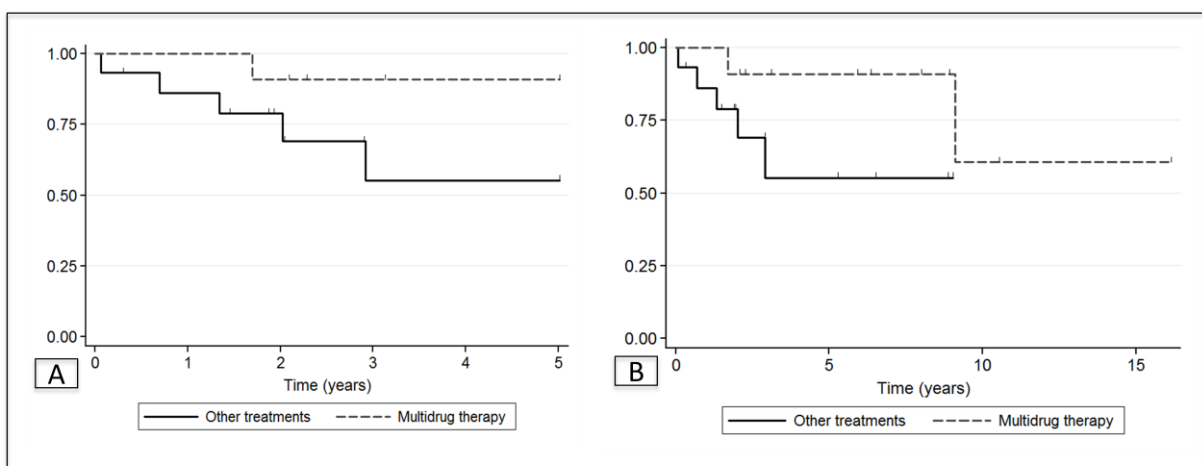 1.00
0.75
0.50
0.25
0.00
0 1 2 3 4 5
Time (years)
A
Other treatments Multidrug therapy
1.00
0.75
0.50
0.25
0.00
0 5 10 15
Time (years)
B
Other treatments Multidrug therapy